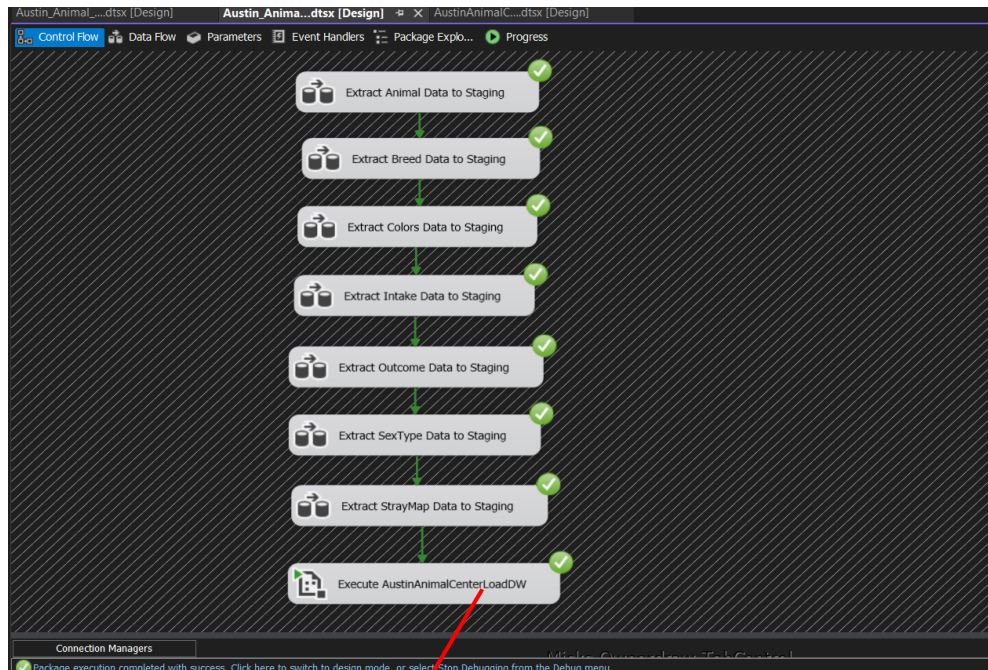 Austin_Animal_....dtsx [Design] Austin_Anima...dtsx [Design] AustinAnimalC....dtsx [Design]
Control Flow Data Flow Parameters Event Handlers Package Explo... Progress
Extract Animal Data to Staging
Extract Breed Data to Staging
Extract Colors Data to Staging
Extract Intake Data to Staging
Extract Outcome Data to Staging
Extract SexType Data to Staging
Extract StrayMap Data to Staging
Execute AustinAnimalCenterLoadDW
Connection Managers
Package execution completed with success. Click here to switch to design mode, or select Stop Debugging from the Debug menu.